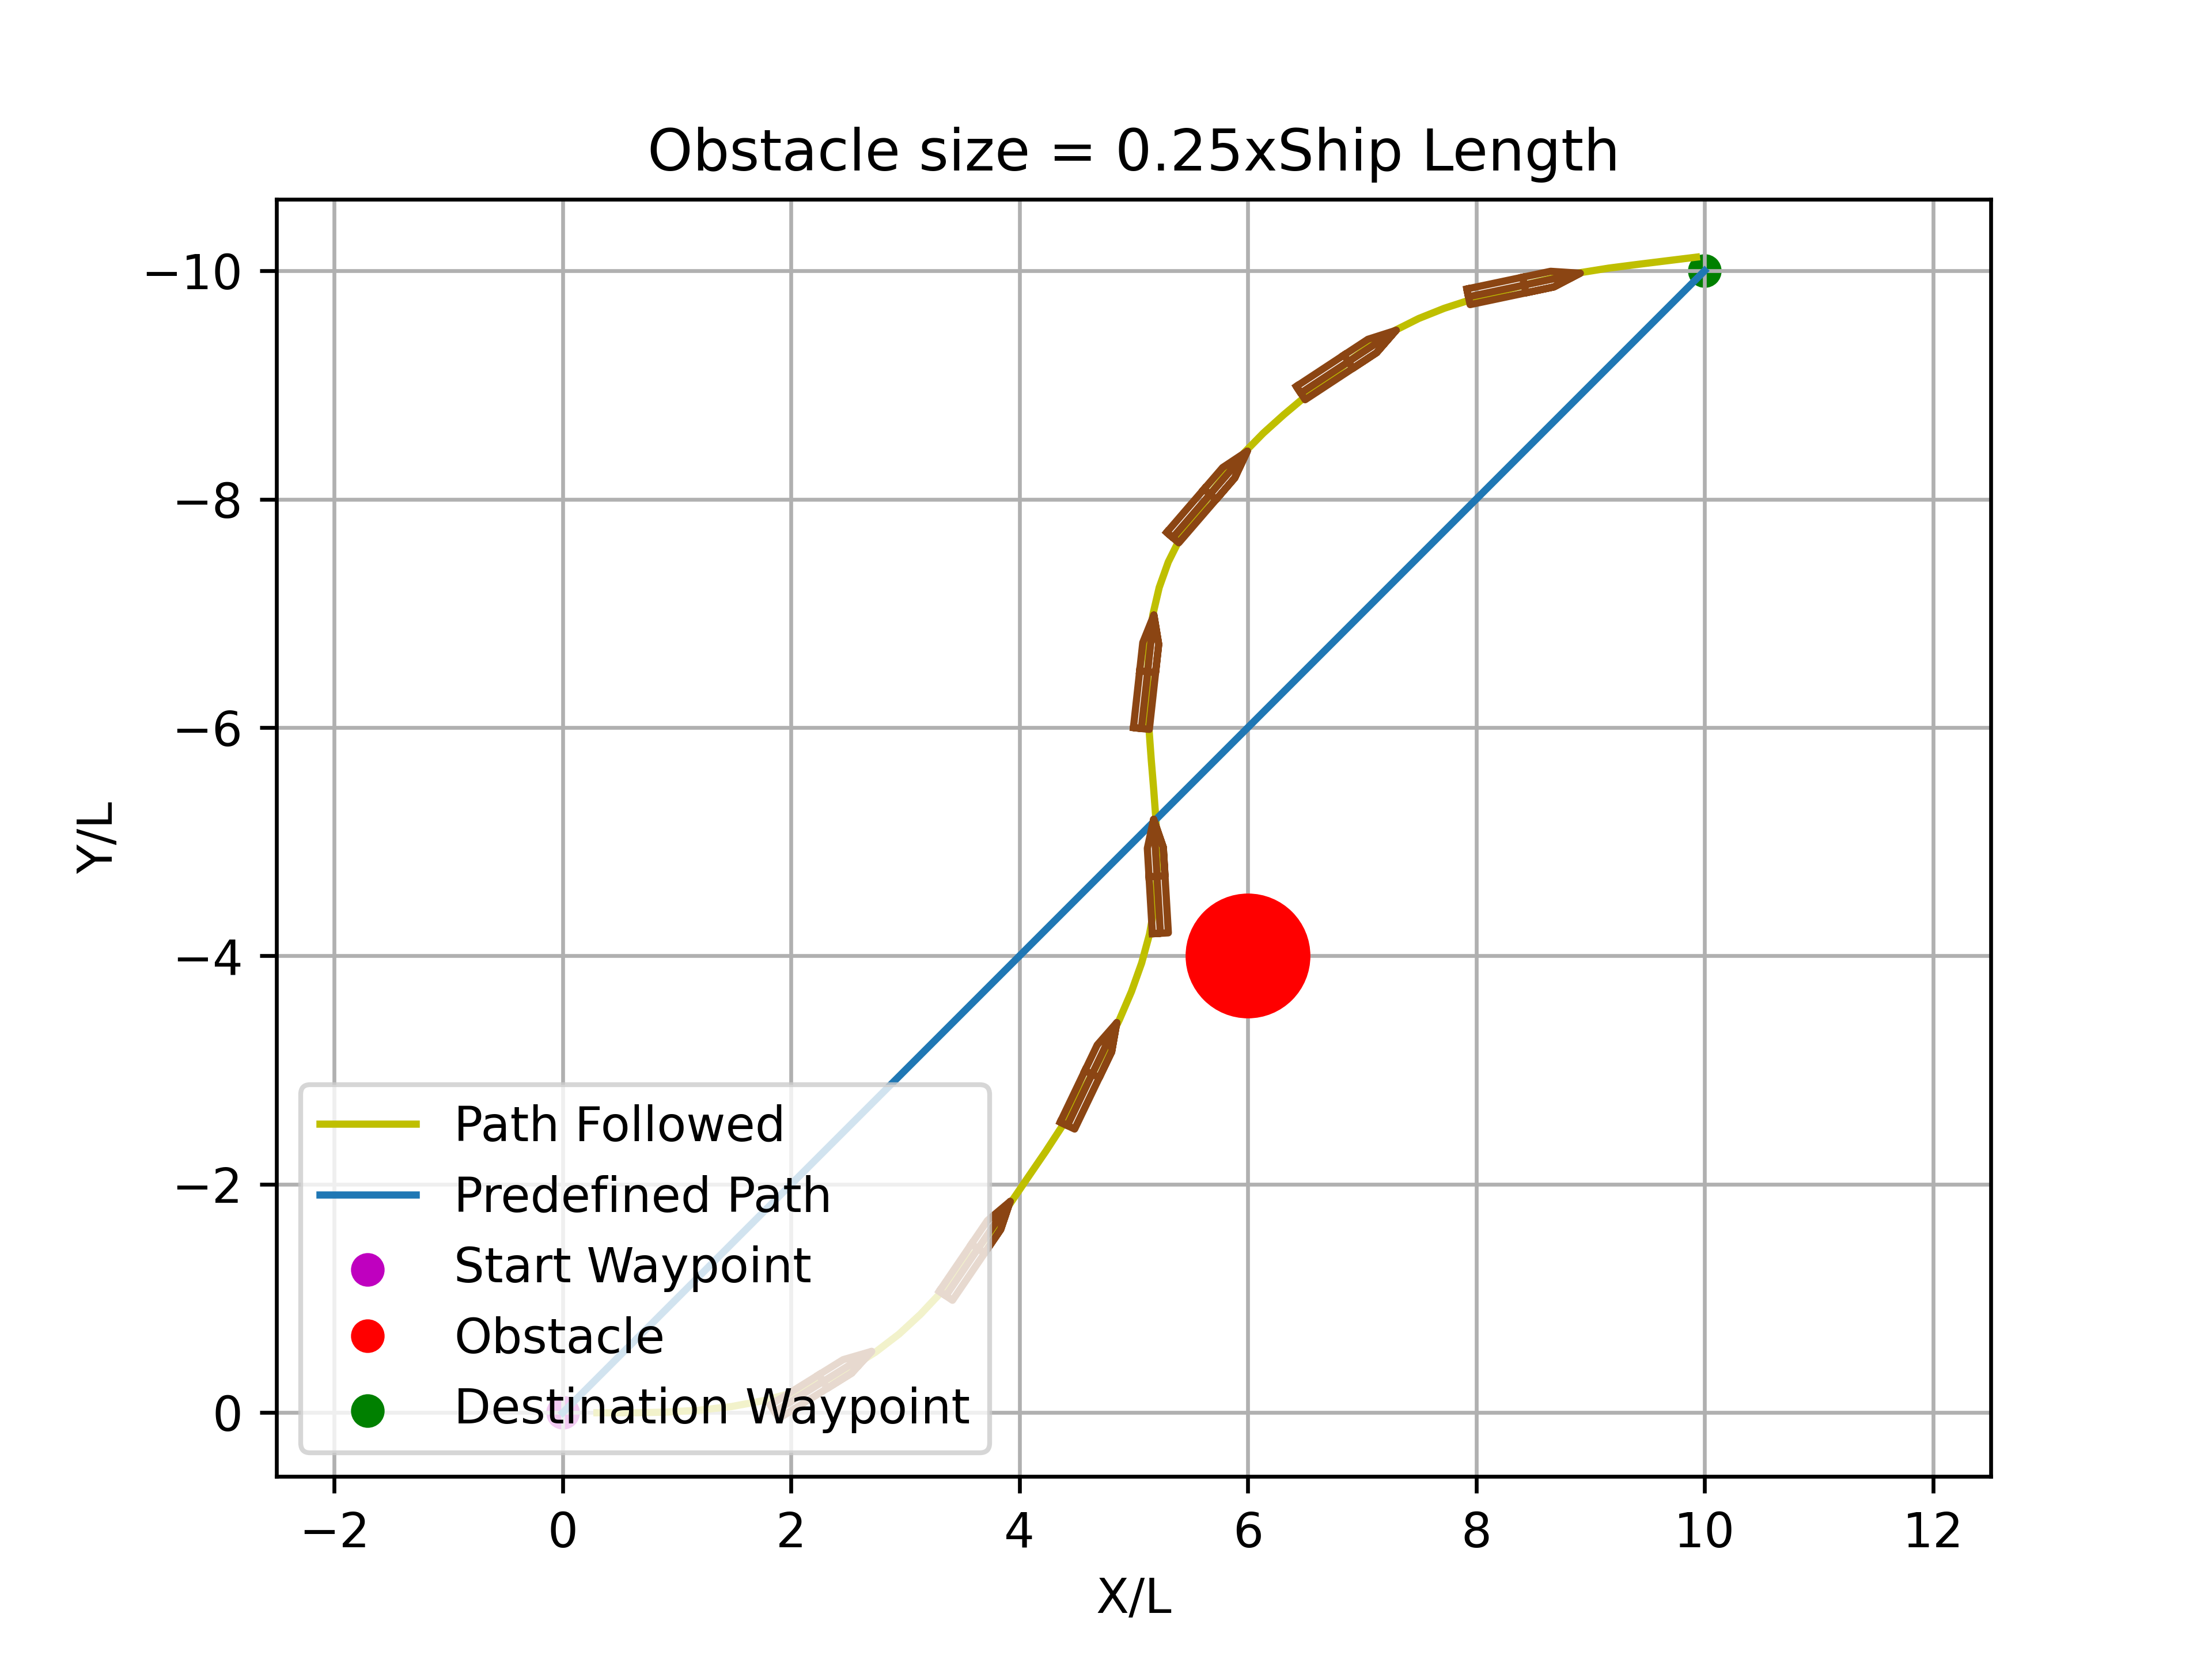 Obstacle size = 0.25xShip Length
Y/L
−10
−8
−6
−4
−2
0
Path Followed
Predefined Path
Start Waypoint
Obstacle
Destination Waypoint
−2 0 2 4 6 8 10 12
X/L